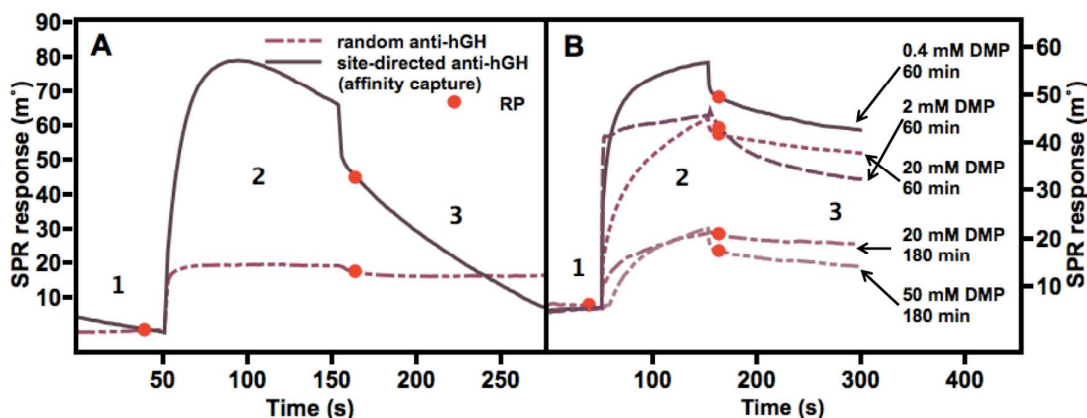 A
90
80
70
60
50
40
30
20
10
SPR response (m°)
random anti-hGH
site-directed anti-hGH
(affinity capture)
RP
1
2
3
50
100
150
200
250
Time (s)
B
1
2
3
0.4 mM DMP
60 min
2 mM DMP
60 min
20 mM DMP
60 min
20 mM DMP
180 min
50 mM DMP
180 min
100
200
300
400
Time (s)
60
50
40
30
20
10
SPR response (m°)